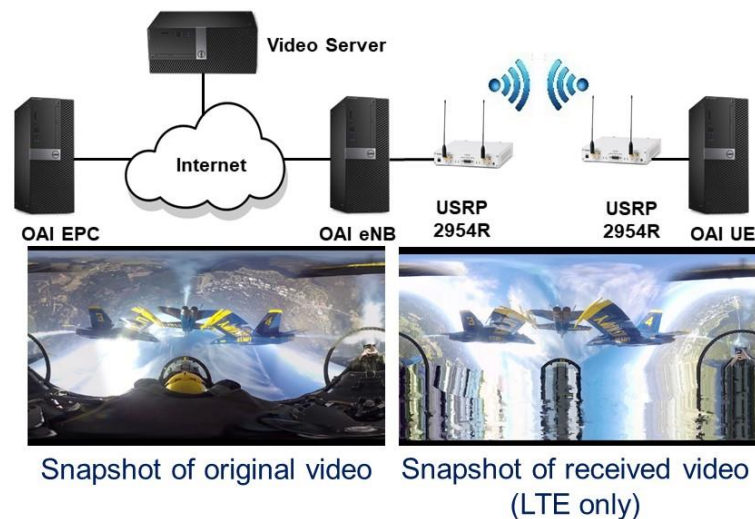 Video Server
Internet
OAI EPC
OAI eNB
USRP
2954R
USRP
2954R
OAI UE
4
Snapshot of original video
Snapshot of received video
(LTE only)